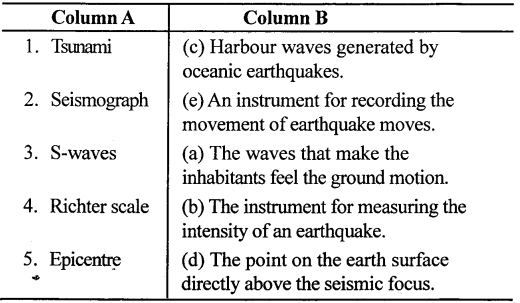 Column A Column B
1. Tsunami (c) Harbour waves generated by
oceanic earthquakes.
2. Seismograph (e) An instrument for recording the
movement of earthquake moves.
3. S-waves (a) The waves that make the
inhabitants feel the ground motion.
4. Richter scale (b) The instrument for measuring the
intensity of an earthquake.
5. Epicentre (d) The point on the earth surface
directly above the seismic focus.